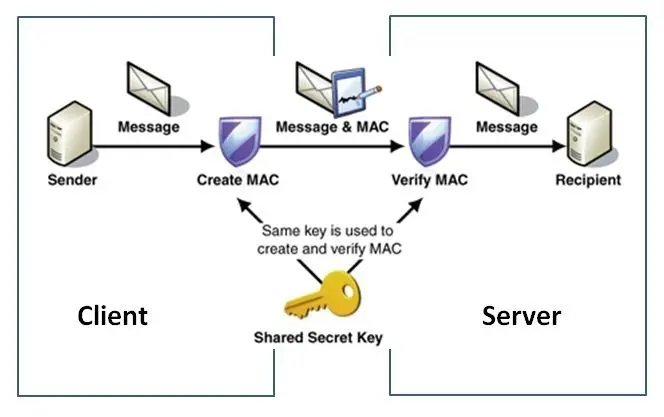 Message
Message & MAC
Message
Sender
Create MAC
Verify MAC
Recipient
Same key is used to
create and verify MAC
Client
Server
Shared Secret Key